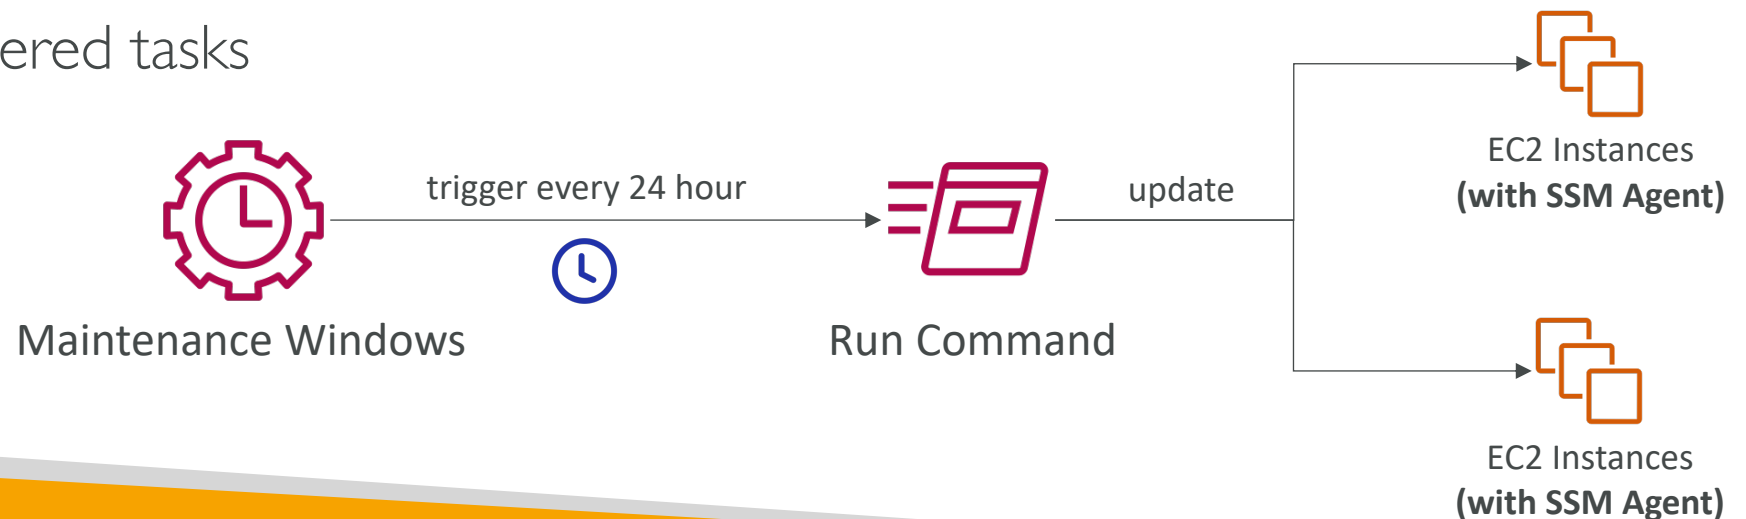 ered tasks
Maintenance Windows
trigger every 24 hour
Run Command
update
EC2 Instances
(with SSM Agent)
EC2 Instances
(with SSM Agent)